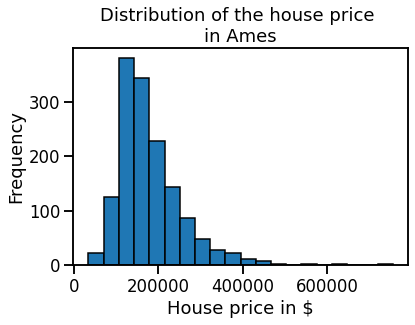 Distribution of the house price
in Ames
Frequency
300
200
100
0
0
200000
400000
600000
House price in $